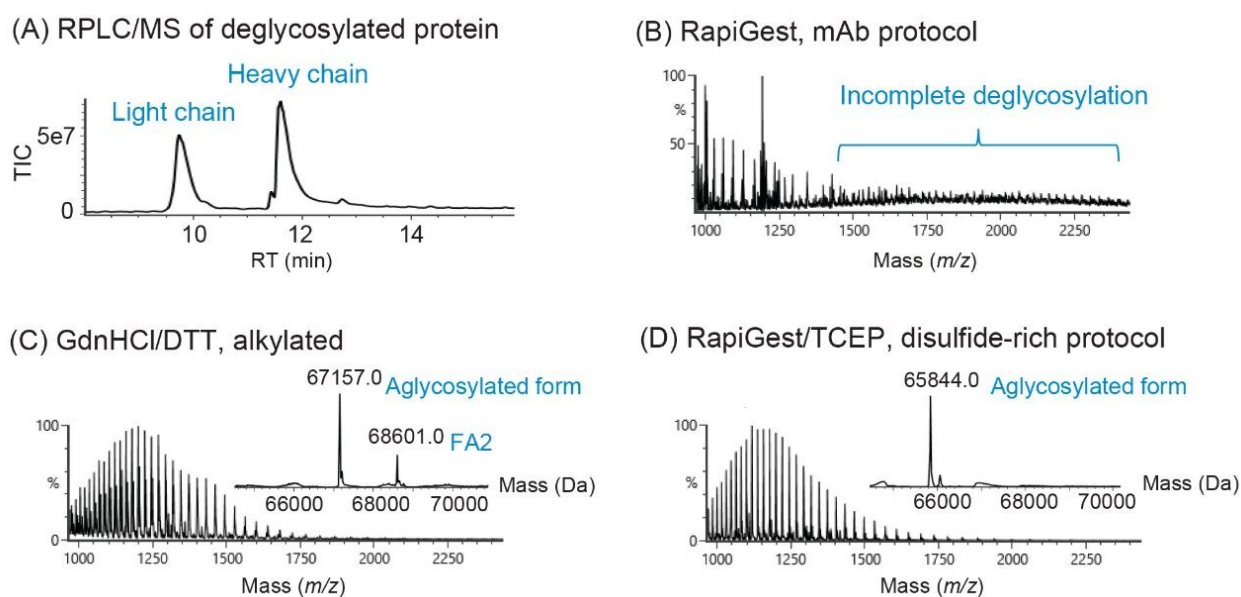 (A) RPLC/MS of deglycosylated protein
Heavy chain
Light chain
5e7
TIC
0
10 12 14
RT (min)
(B) RapiGest, mAb protocol
100
%
Incomplete deglycosylation
50
1000 1250 1500 1750 2000 2250
Mass (m/z)
(C) GdnHCl/DTT, alkylated
67157.0 Aglycosylated form
68601.0 FA2
100
%
0
66000 68000 70000 Mass (Da)
1000 1250 1500 1750 2000 2250
Mass (m/z)
(D) RapiGest/TCEP, disulfide-rich protocol
65844.0 Aglycosylated form
100
%
0
66000 68000 70000 Mass (Da)
1000 1250 1500 1750 2000 2250
Mass (m/z)